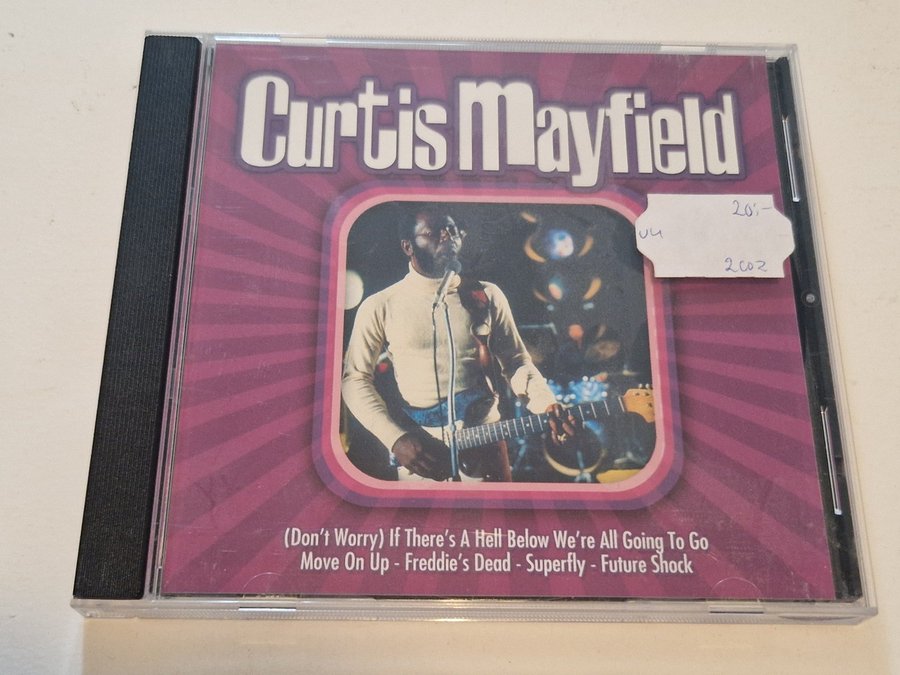 Curtis Mayfield
20:-
2002
(Don't Worry) If There's A Hell Below We're All Going To Go
Move On Up - Freddie's Dead - Superfly - Future Shock